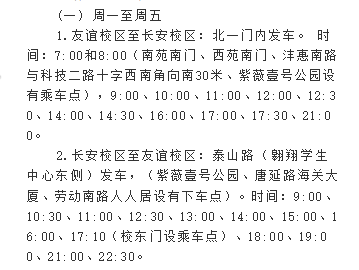 (一) 周一至周五
1.友谊校区至长安校区：北一门内发车。 时
间：7:00和8:00(南苑南门、西苑南门、沣惠南路
与科技二路十字西南角向南30米、紫薇壹号公园设
有乘车点)，9:00、10:00、11:00、12:00、12:3
0、14:00、14:30、16:00、17:00、17:30、21:0
0。
2.长安校区至友谊校区：泰山路(翱翔学生
中心东侧)发车，(紫薇壹号公园、唐延路海关大
厦、劳动南路人人居设有下车点)。时间：9:00、
10:30、11:00、12:30、13:00、14:00、15:00、1
6:00、17:10(校东门设乘车点)、18:00、19:0
0、21:00、22:30。